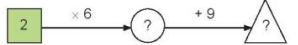 2 × 6 ? + 9 ?